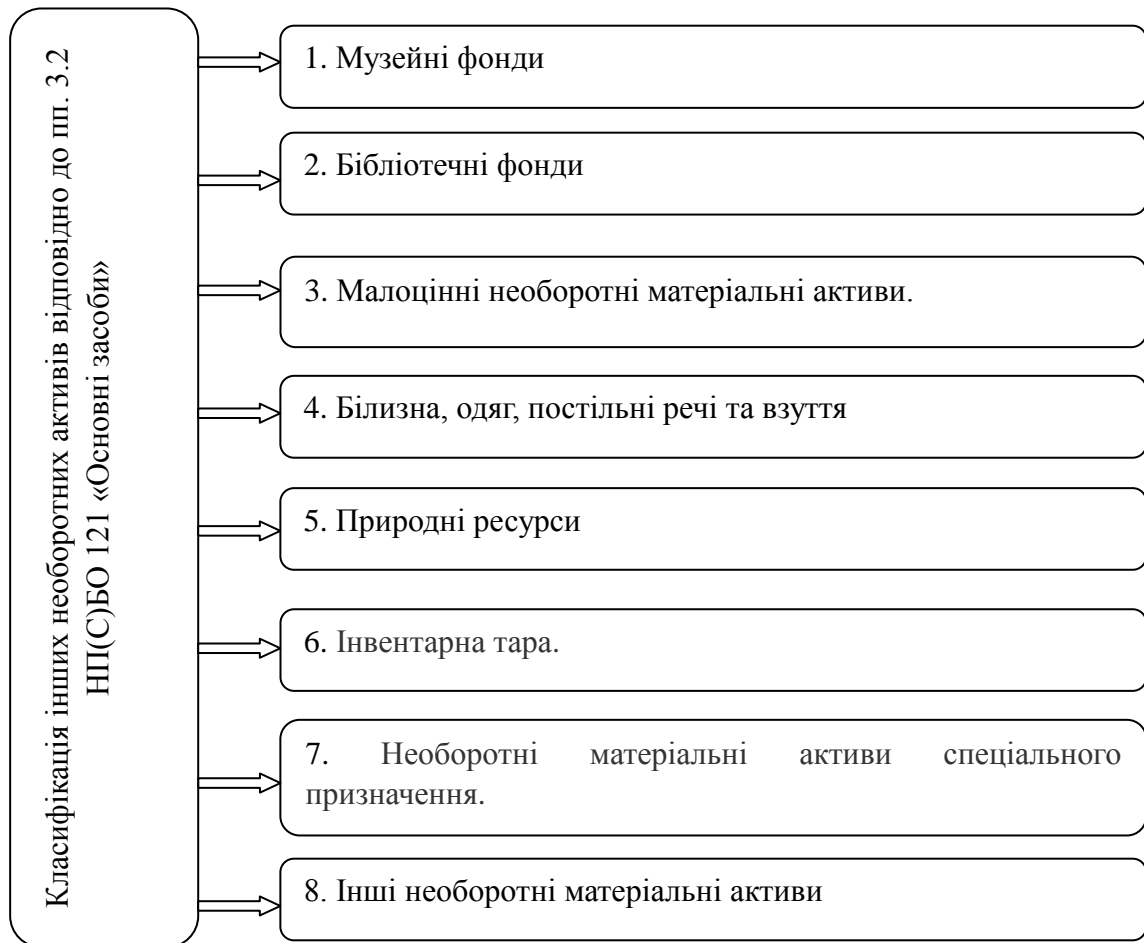 Класифікація інших необоротних активів відповідно до пп. 3.2
НП(С)БО 121 «Основні засоби»
1. Музейні фонди
2. Бібліотечні фонди
3. Малоцінні необоротні матеріальні активи.
4. Білизна, одяг, постільні речі та взуття
5. Природні ресурси
6. Інвентарна тара.
7. Необоротні матеріальні активи спеціального
призначення.
8. Інші необоротні матеріальні активи